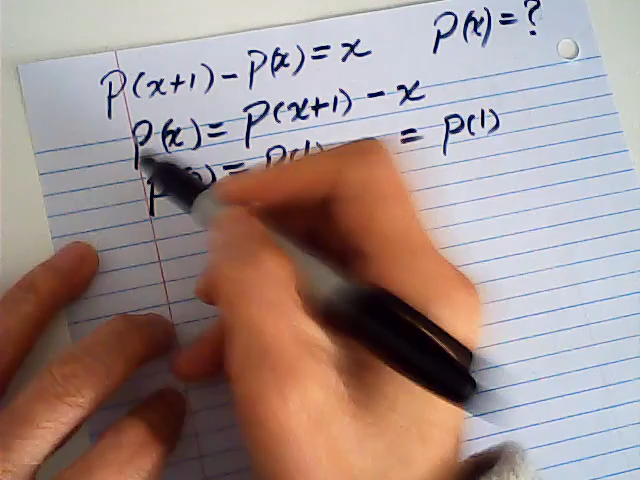 P(x+1) - P(x) = x P(x) = ?
P(x) = P(x+1) - x
= P(1)